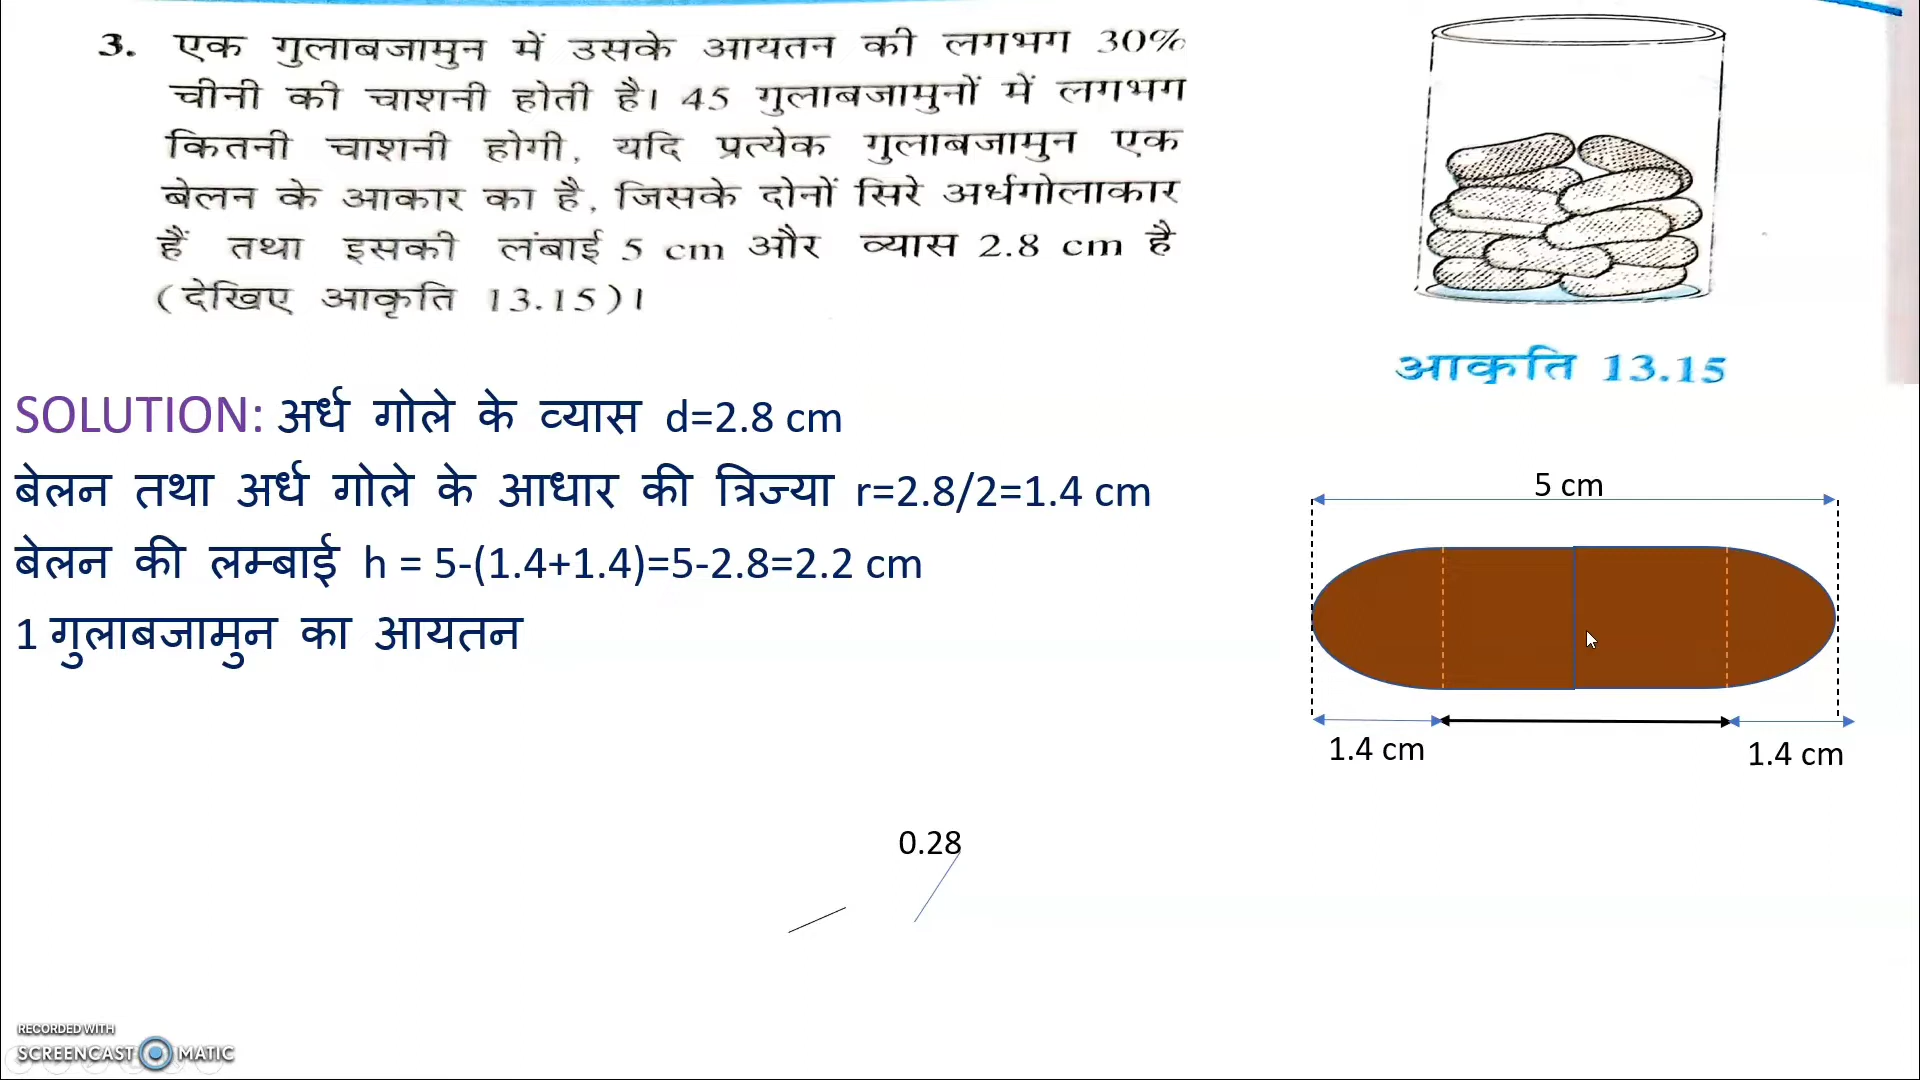 3. एक गुलाबजामुन में उसके आयतन की लगभग 30%
चीनी की चाशनी होती है। 45 गुलाबजामुनों में लगभग
कितनी चाशनी होगी, यदि प्रत्येक गुलाबजामुन एक
बेलन के आकार का है, जिसके दोनों सिरे अर्धगोलाकार
हैं तथा इसकी लंबाई 5 cm और व्यास 2.8 cm है
(देखिए आकृति 13.15)।
आकृति 13.15
SOLUTION: अर्ध गोले के व्यास d=2.8 cm
बेलन तथा अर्ध गोले के आधार की त्रिज्या r=2.8/2=1.4 cm
बेलन की लम्बाई h = 5-(1.4+1.4)=5-2.8=2.2 cm
1 गुलाबजामुन का आयतन
5 cm
1.4 cm
1.4 cm
0.28
RECORDED WITH
SCREENCAST MATIC